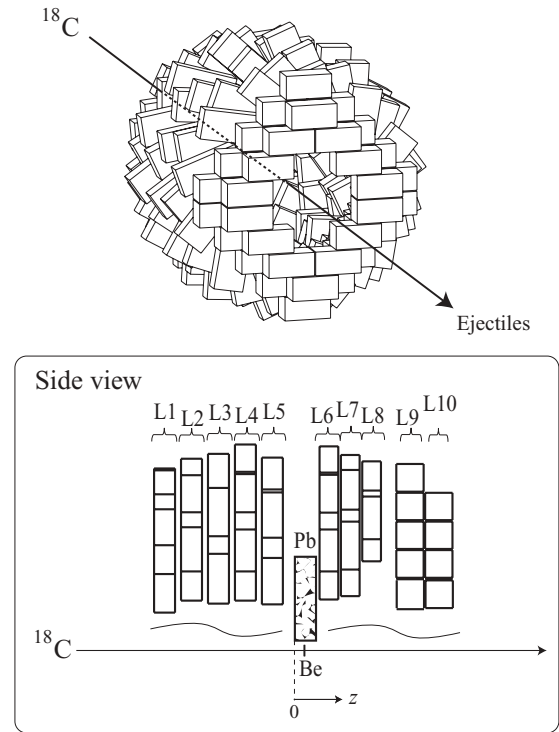 ¹⁸C
Ejectiles
Side view
L1 L2 L3 L4 L5 L6 L7 L8 L9 L10
Pb
¹⁸C
Be
0 z